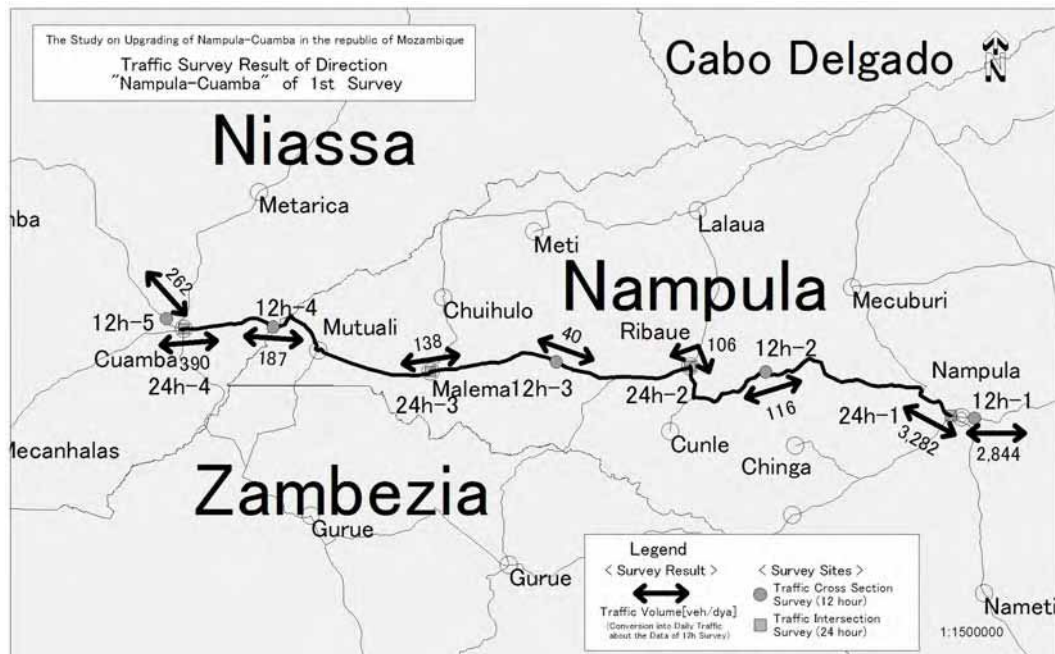 The Study on Upgrading of Nampula-Cuamba in the republic of Mozambique
Traffic Survey Result of Direction
"Nampula-Cuamba" of 1st Survey
Cabo Delgado
N
Niassa
Metarica
mba
Lalaua
Meti
Nampula
Mecuburi
262
Chuihulo
12h-5
12h-4
Mutuali
Ribaue
40
106
12h-2
Cuamba
390
187
138
Nampula
24h-4
Malema
12h-3
24h-2
116
24h-1
12h-1
24h-3
3,282
2,844
Mecanhalas
Cunle
Chinga
Zambezia
Gurue
Gurue
Legend
< Survey Result >
< Survey Sites >
Traffic Cross Section
Survey (12 hour)
Traffic Volume[veh/dya]
(Conversion into Daily Traffic
about the Data of 12h Survey)
Traffic Intersection
Survey (24 hour)
Nameti
1:1500000